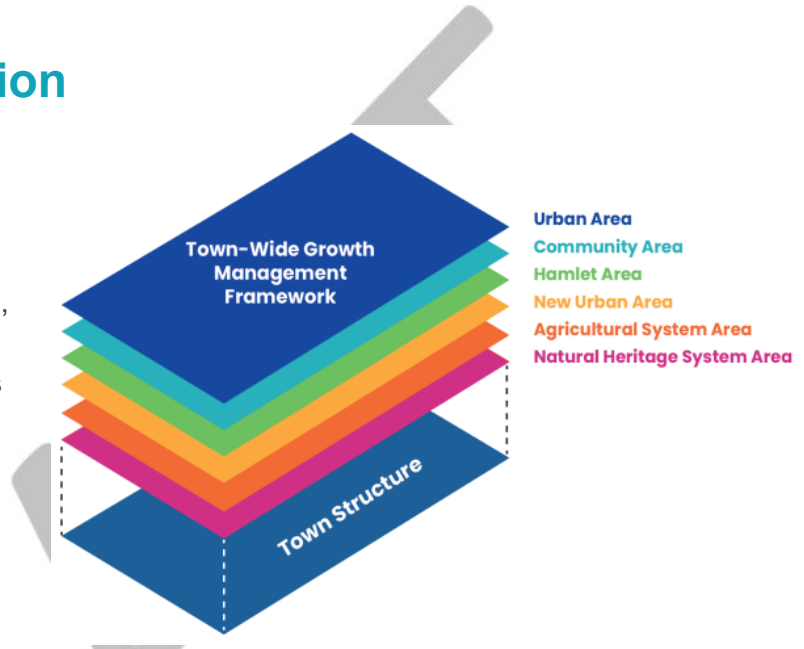 ion
,
s
Town-Wide Growth
Management
Framework
Urban Area
Community Area
Hamlet Area
New Urban Area
Agricultural System Area
Natural Heritage System Area
Town Structure